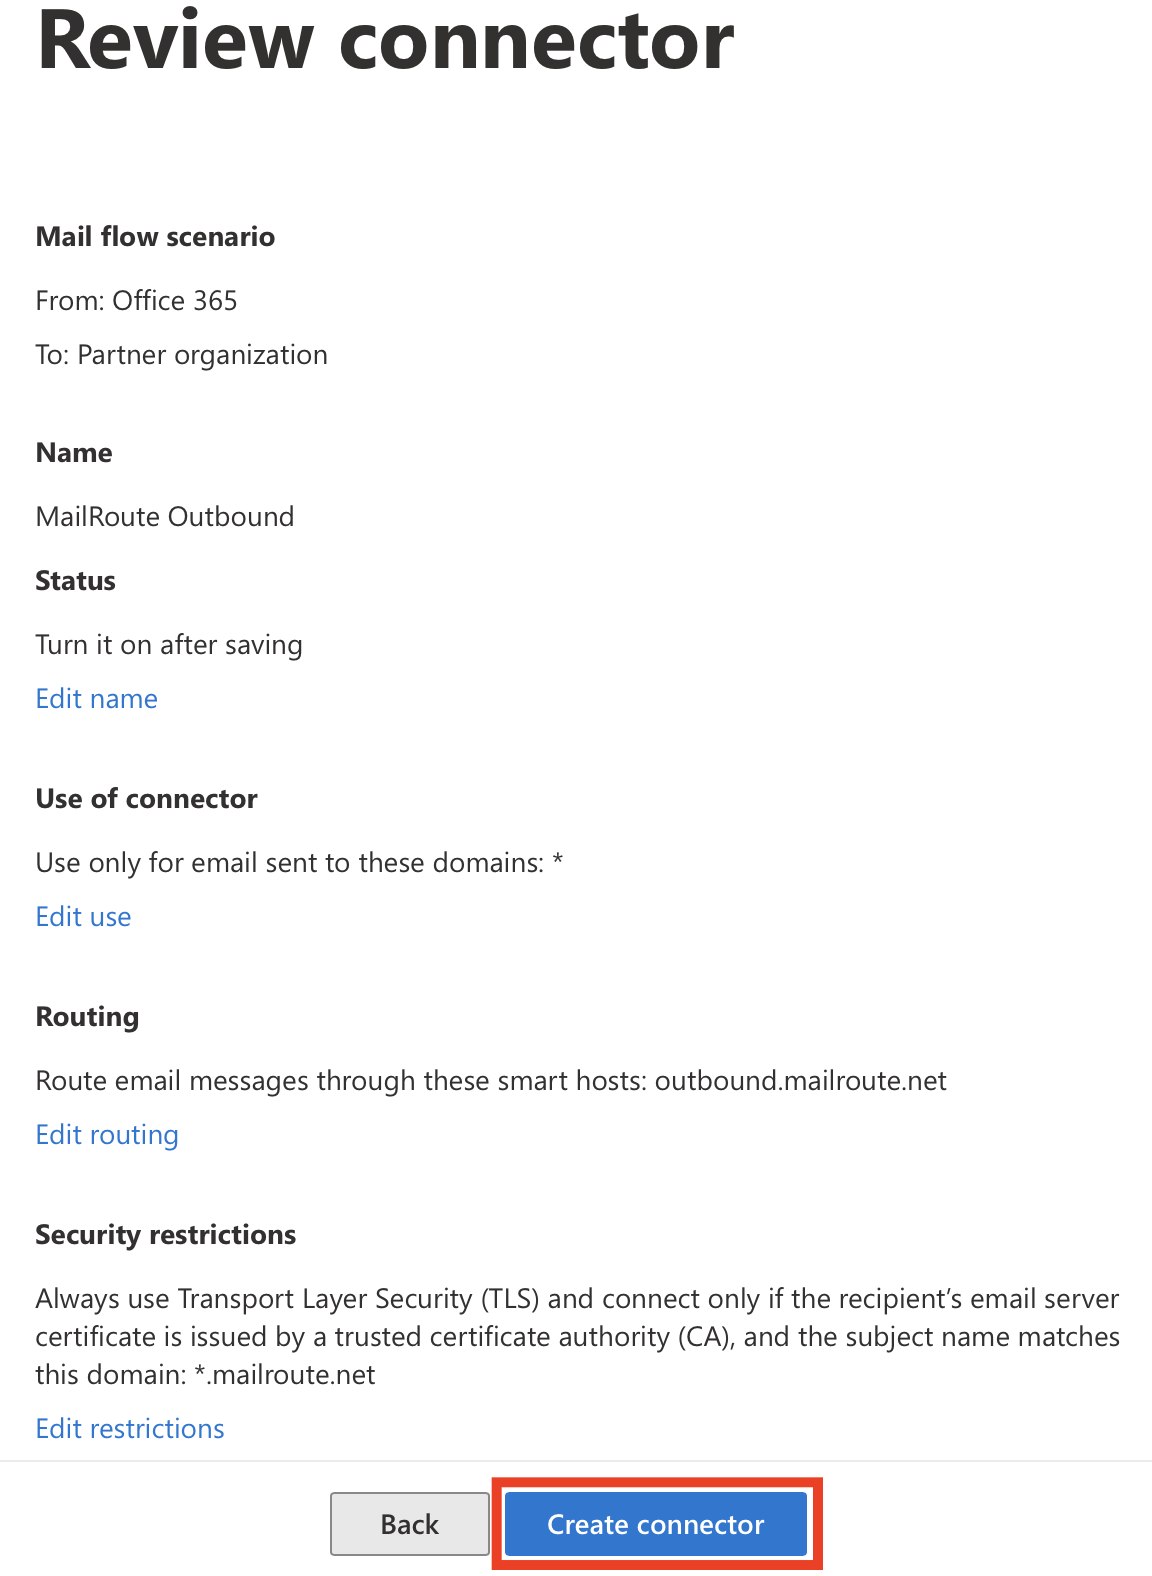 Review connector
Mail flow scenario
From: Office 365
To: Partner organization
Name
MailRoute Outbound
Status
Turn it on after saving
Edit name
Use of connector
Use only for email sent to these domains: *
Edit use
Routing
Route email messages through these smart hosts: outbound.mailroute.net
Edit routing
Security restrictions
Always use Transport Layer Security (TLS) and connect only if the recipient’s email server
certificate is issued by a trusted certificate authority (CA), and the subject name matches
this domain: *.mailroute.net
Edit restrictions
Back
Create connector